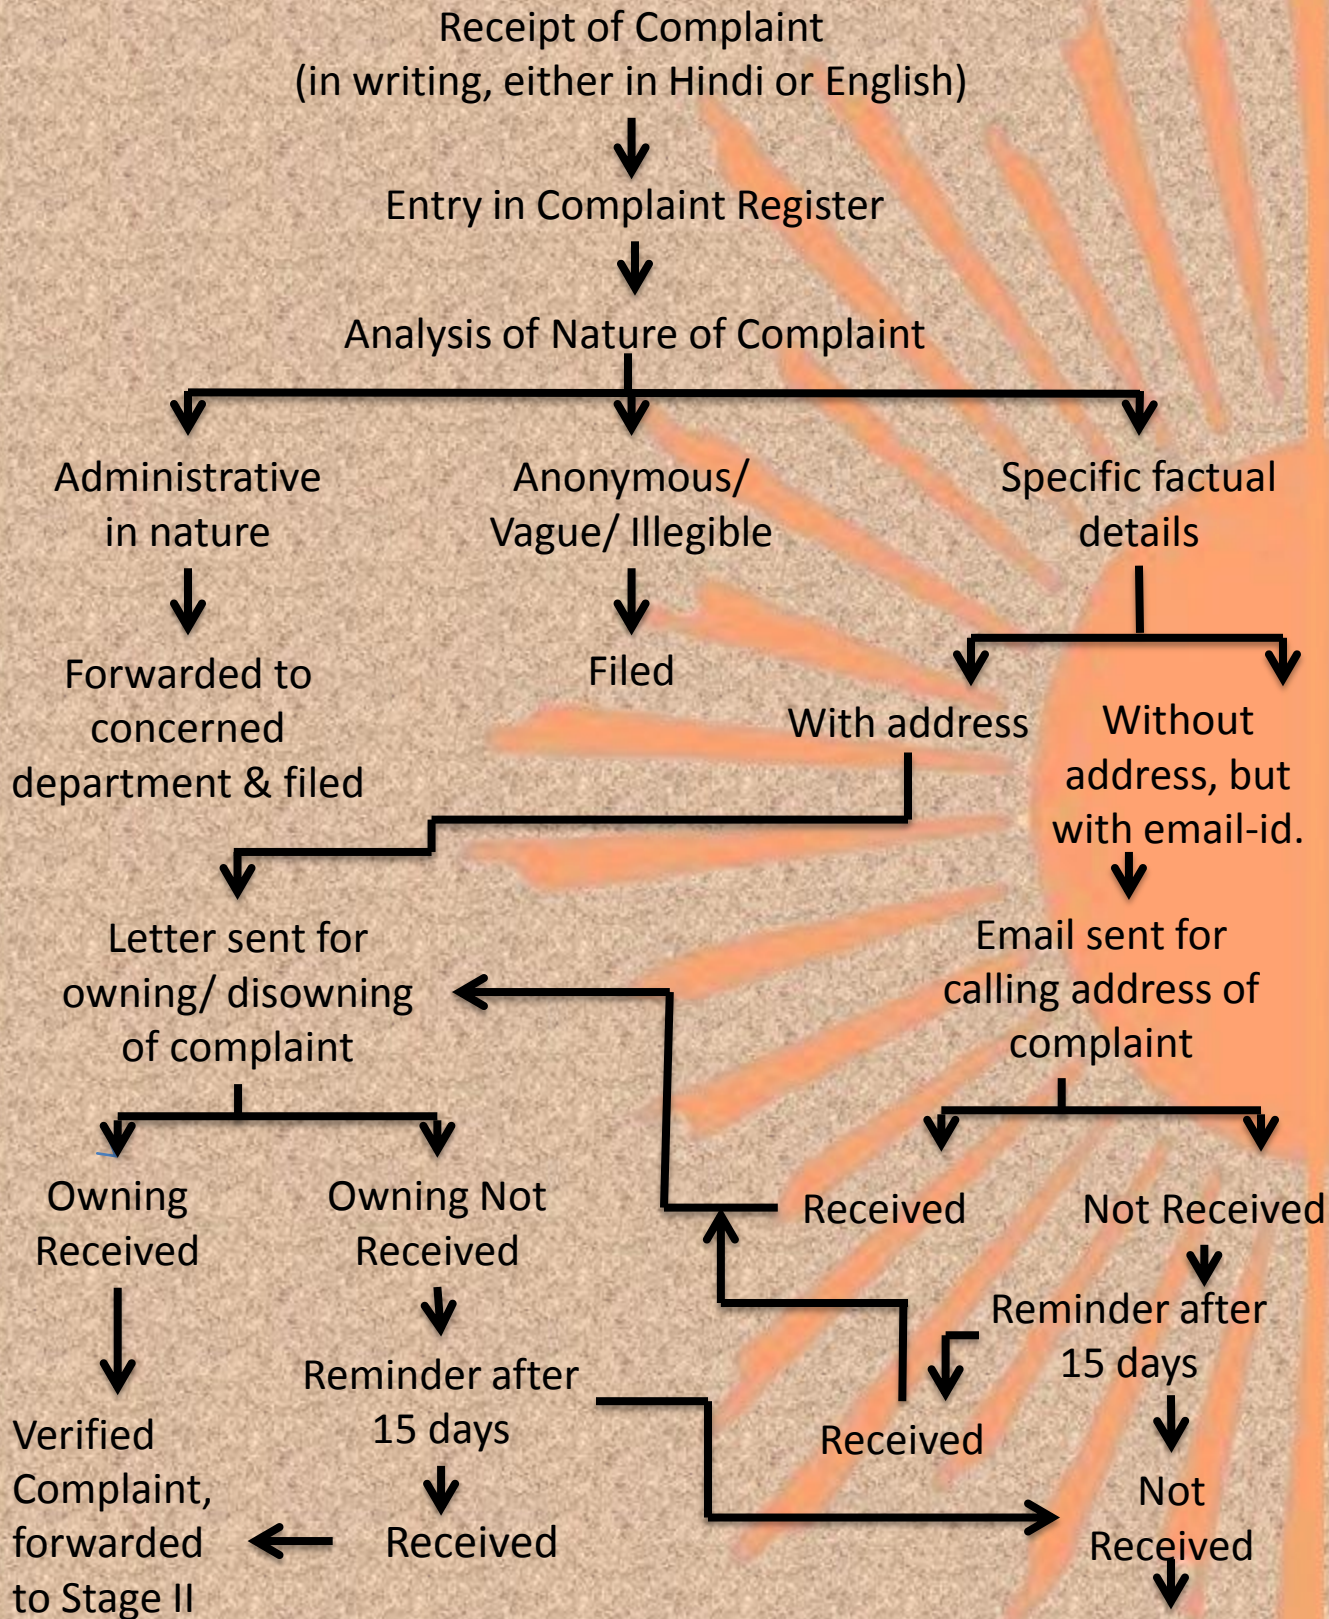 Receipt of Complaint
(in writing, either in Hindi or English)
Entry in Complaint Register
Analysis of Nature of Complaint
Administrative
in nature
Anonymous/
Vague/ Illegible
Specific factual
details
Forwarded to
concerned
department & filed
Filed
With address
Without
address, but
with email-id.
Letter sent for
owning/ disowning
of complaint
Email sent for
calling address of
complaint
Owning
Received
Owning Not
Received
Received
Not Received
Reminder after
15 days
Reminder after
15 days
Received
Verified
Complaint,
forwarded
to Stage II
Received
Not
Received